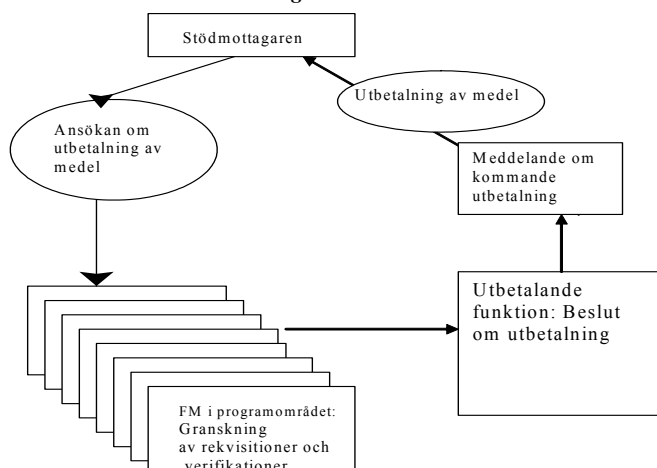 Stödmottagaren
Utbetalning av medel
Ansökan om
utbetalning av
medel
Meddelande om
kommande
utbetalning
Utbetalande
funktion: Beslut
om utbetalning
FM i programområdet:
Granskning
av rekvisitioner och
verifikationer